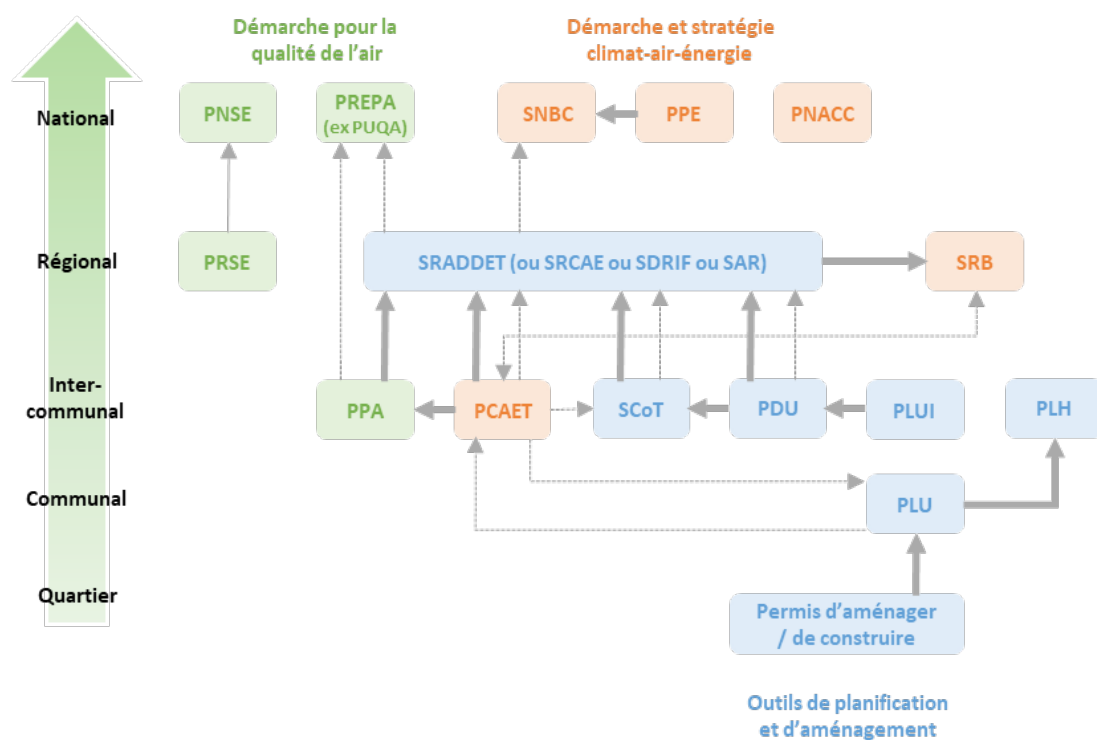 Démarche pour la
qualité de l'air
Démarche et stratégie
climat-air-énergie
National
PNSE
PREPA
(ex PUQA)
SNBC
PPE
PNACC
Régional
PRSE
SRADDET (ou SRCAE ou SDRIF ou SAR)
SRB
Inter-
communal
PPA
PCAET
SCoT
PDU
PLUI
PLH
Communal
PLU
Quartier
Permis d'aménager
/ de construire
Outils de planification
et d'aménagement